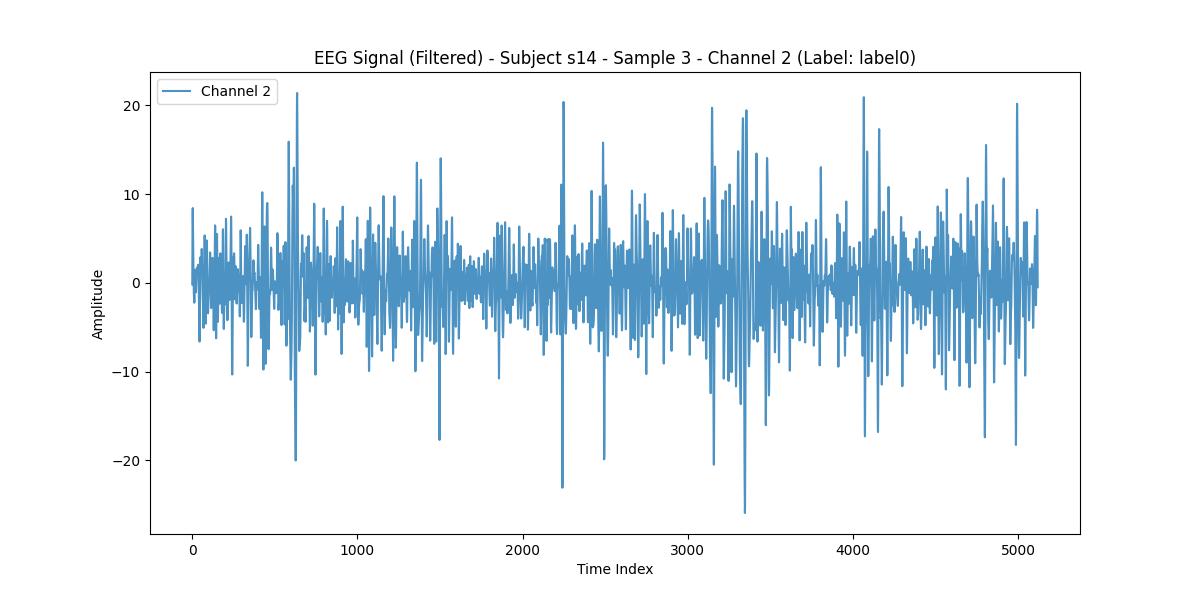 EEG Signal (Filtered) - Subject s14 - Sample 3 - Channel 2 (Label: label0)
Channel 2
20
10
0
−10
−20
Amplitude
0 1000 2000 3000 4000 5000
Time Index